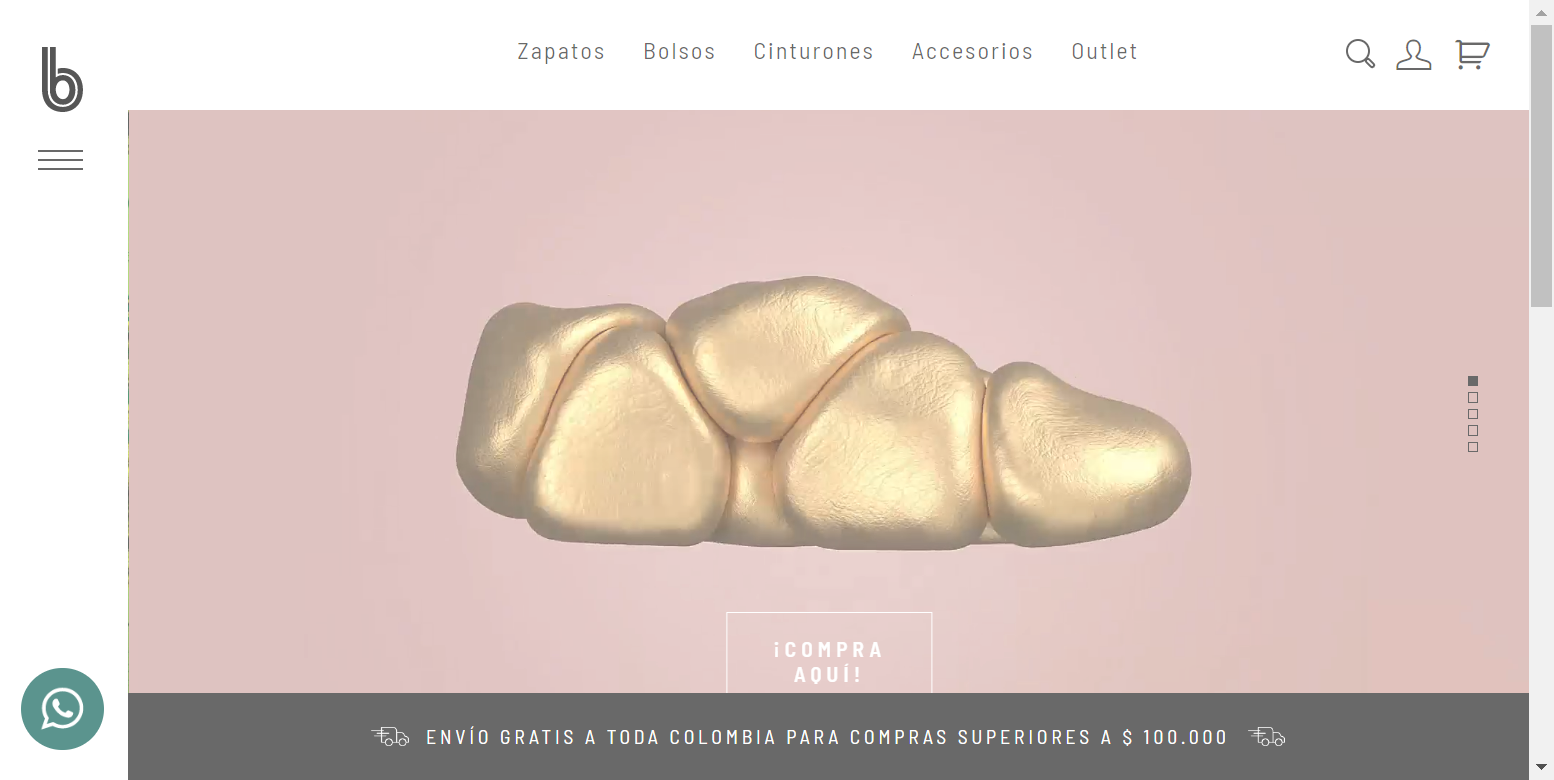 b
Zapatos Bolsos Cinturones Accesorios Outlet
¡COMPRA
AQUÍ!
ENVÍO GRATIS A TODA COLOMBIA PARA COMPRAS SUPERIORES A $ 100.000